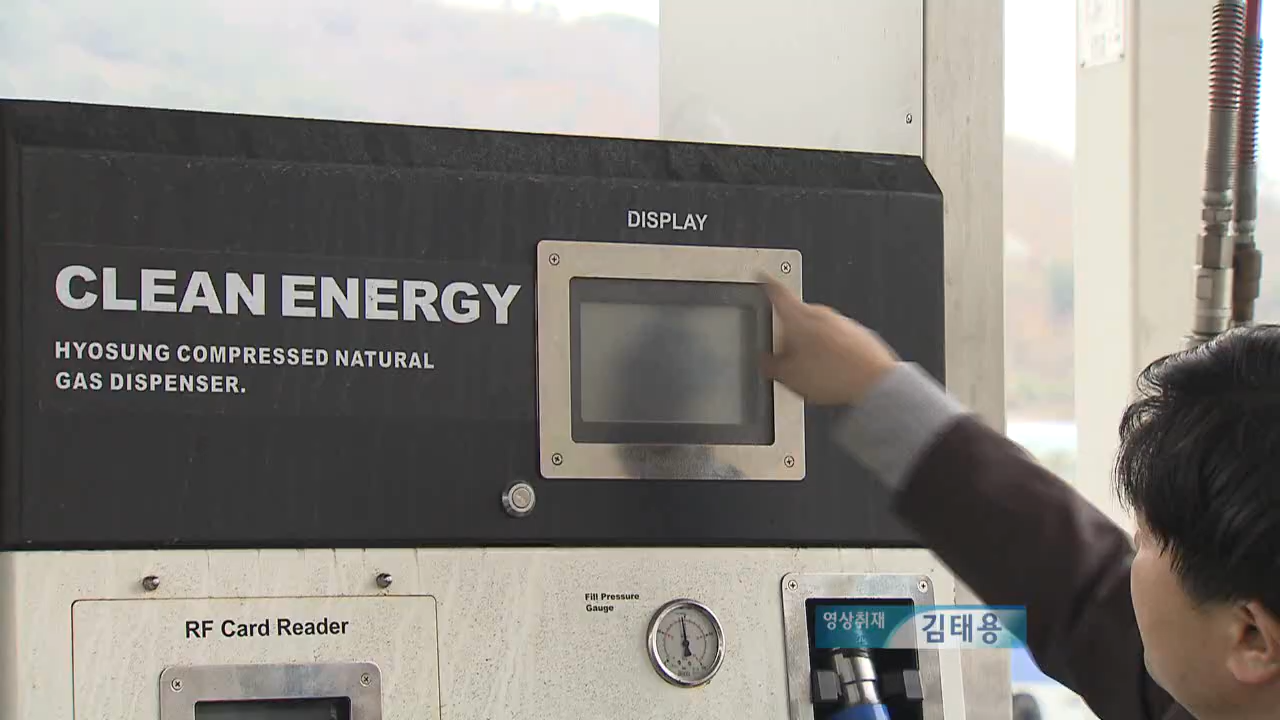 DISPLAY
CLEAN ENERGY
HYOSUNG COMPRESSED NATURAL
GAS DISPENSER.
Fill Pressure
Gauge
RF Card Reader
영상취재 김태용